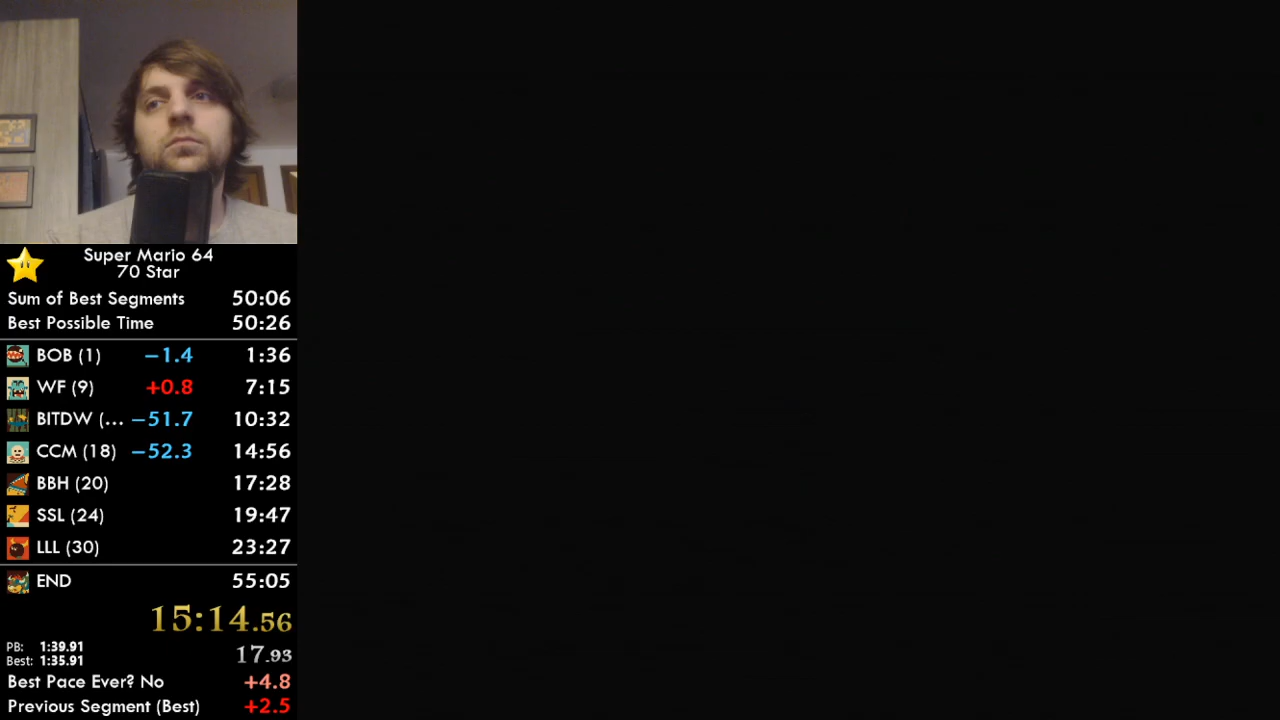 Super Mario 64
70 Star
Sum of Best Segments 50:06
Best Possible Time 50:26
BOB (1) −1.4 1:36
WF (9) +0.8 7:15
BITDW (... −51.7 10:32
CCM (18) −52.3 14:56
BBH (20) 17:28
SSL (24) 19:47
LLL (30) 23:27
END 55:05
15:14.56
PB: 1:39.91
Best: 1:35.91
17.93
Best Pace Ever? No +4.8
Previous Segment (Best) +2.5